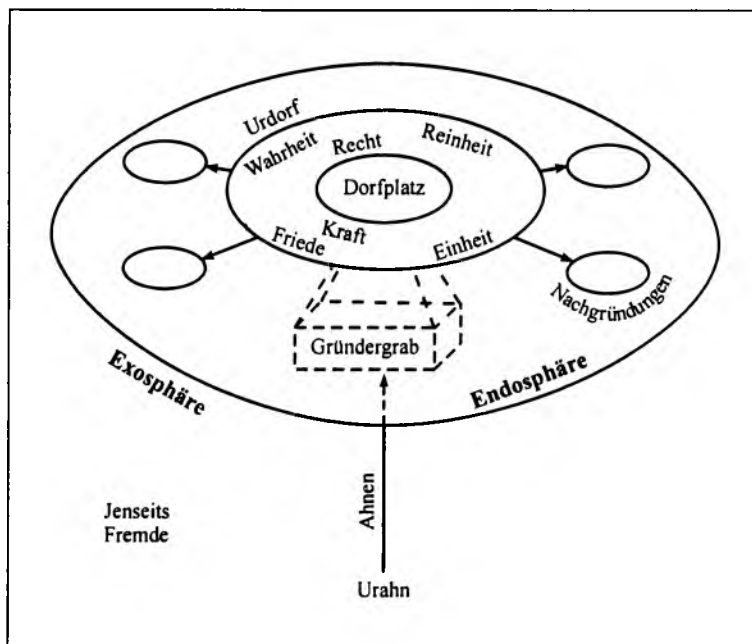 Urdorf
Wahrheit
Recht
Reinheit
Dorfplatz
Kraft
Friede
Einheit
Nachgründungen
Gründergrab
Exosphäre
Endosphäre
Ahnen
Jenseits
Fremde
Urahn